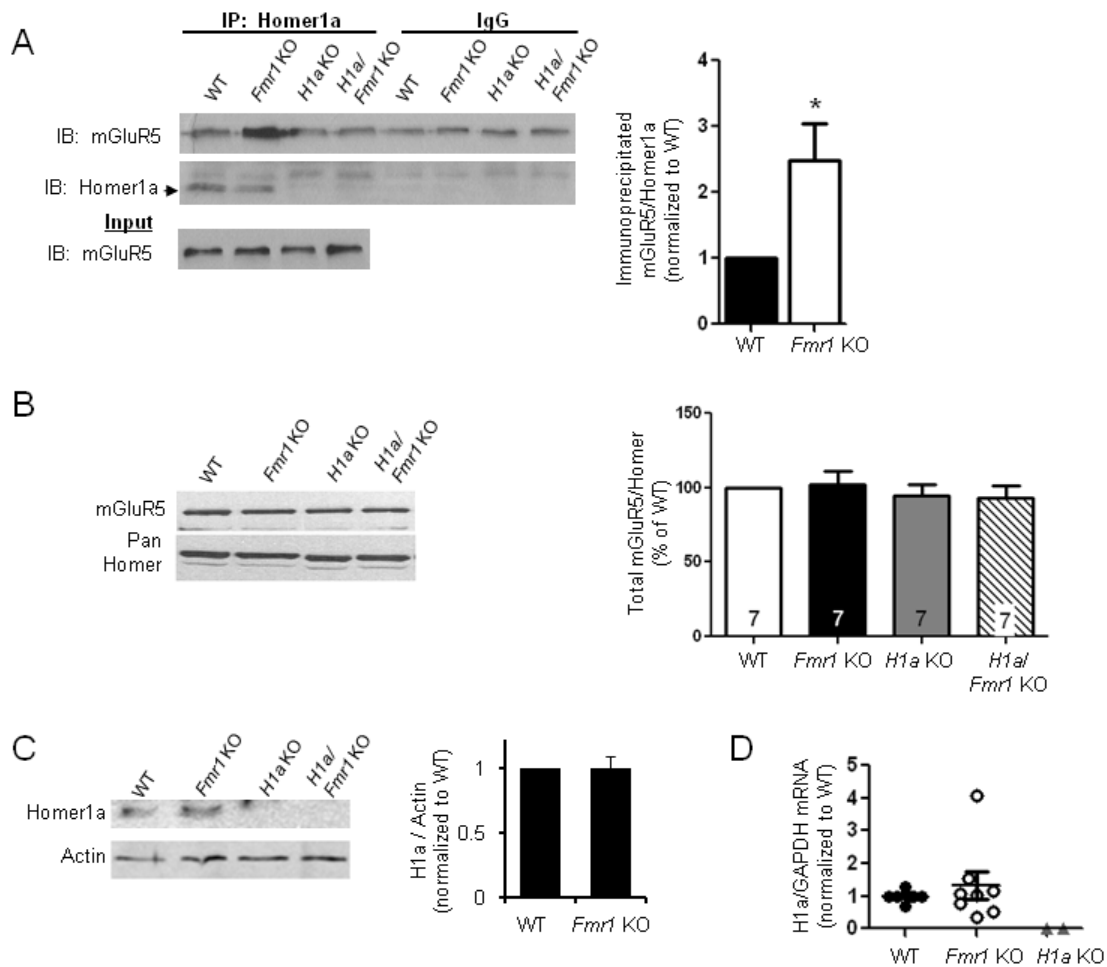 A
IP: Homer1a
IgG
WT
Fmr1 KO
H1a KO
H1a/
Fmr1 KO
WT
Fmr1 KO
H1a KO
H1a/
Fmr1 KO
IB: mGluR5
IB: Homer1a
Input
IB: mGluR5
Immunoprecipitated
mGluR5/Homer1a
(normalized to WT)
4
3
2
1
0
*
WT
Fmr1 KO
B
WT
Fmr1 KO
H1a KO
H1a/
Fmr1 KO
mGluR5
Pan
Homer
Total mGluR5/Homer
(% of WT)
150
100
50
0
7
7
7
7
WT
Fmr1 KO
H1a KO
H1a/
Fmr1 KO
C
WT
Fmr1 KO
H1a KO
H1a/
Fmr1 KO
Homer1a
Actin
H1a / Actin
(normalized to WT)
1
0.5
0
WT
Fmr1 KO
D
H1a/GAPDH mRNA
(normalized to WT)
5
4
3
2
1
0
WT
Fmr1 KO
H1a KO